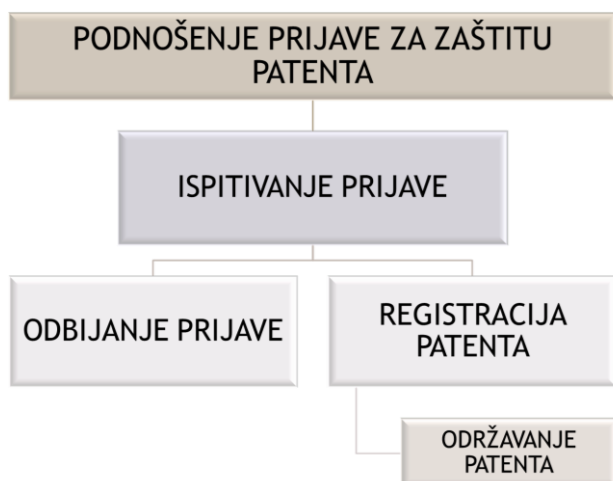 PODNOŠENJE PRIJAVE ZA ZAŠTITU
PATENTA
ISPITIVANJE PRIJAVE
ODBIJANJE PRIJAVE
REGISTRACIJA
PATENTA
ODRŽAVANJE
PATENTA